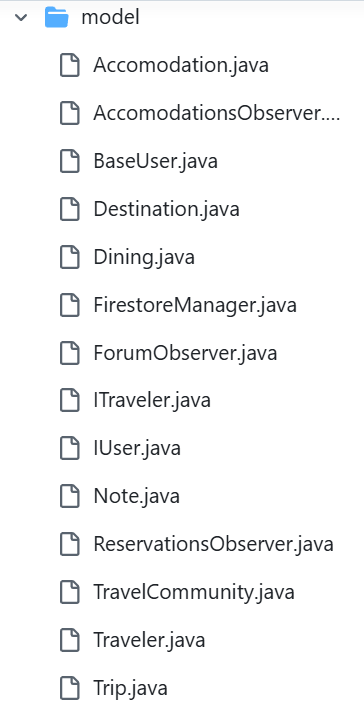 model
Accomodation.java
AccomodationsObserver....
BaseUser.java
Destination.java
Dining.java
FirestoreManager.java
ForumObserver.java
ITraveler.java
IUser.java
Note.java
ReservationsObserver.java
TravelCommunity.java
Traveler.java
Trip.java